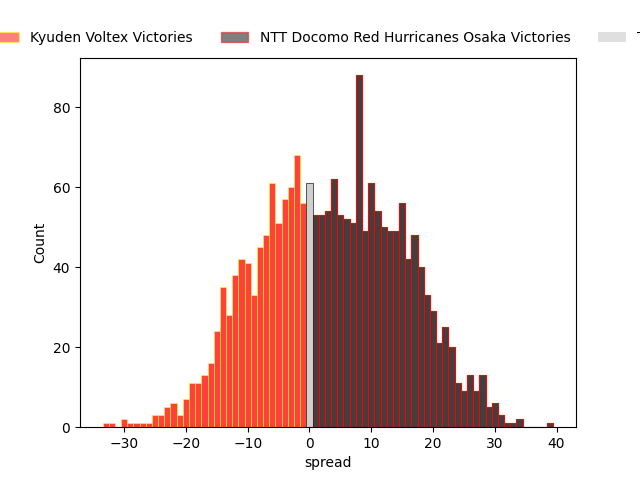 Kyuden Voltex Victories NTT Docomo Red Hurricanes Osaka Victories
Count
80
60
40
20
0
−30 −20 −10 0 10 20 30 40
spread